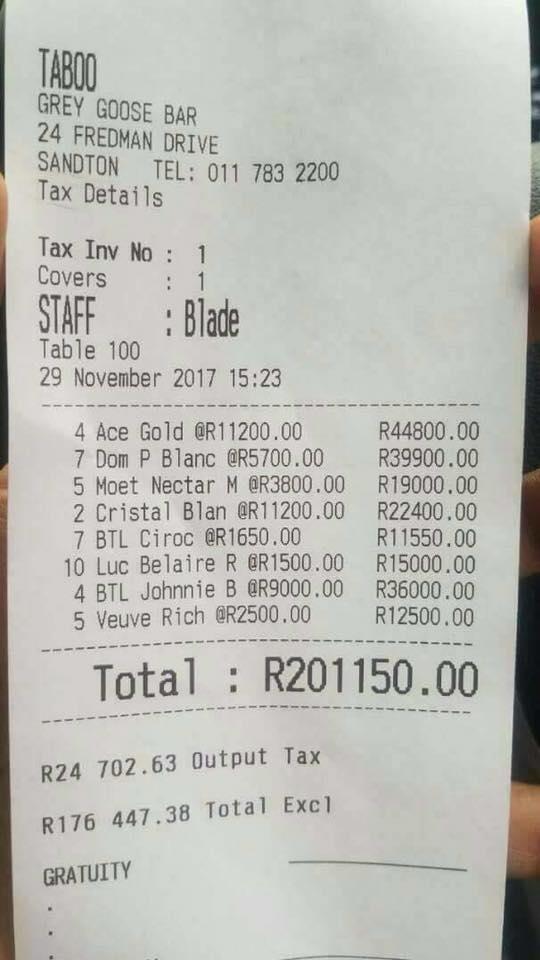 TABOO
GREY GOOSE BAR
24 FREDMAN DRIVE
SANDTON TEL: 011 783 2200
Tax Details
Tax Inv No : 1
Covers : 1
STAFF : Blade
Table 100
29 November 2017 15:23
4 Ace Gold @R11200.00 R44800.00
7 Dom P Blanc @R5700.00 R39900.00
5 Moet Nectar M @R3800.00 R19000.00
2 Cristal Blan @R11200.00 R22400.00
7 BTL Ciroc @R1650.00 R11550.00
10 Luc Belaire R @R1500.00 R15000.00
4 BTL Johnnie B @R9000.00 R36000.00
5 Veuve Rich @R2500.00 R12500.00
Total : R201150.00
R24 702.63 Output Tax
R176 447.38 Total Excl
GRATUITY